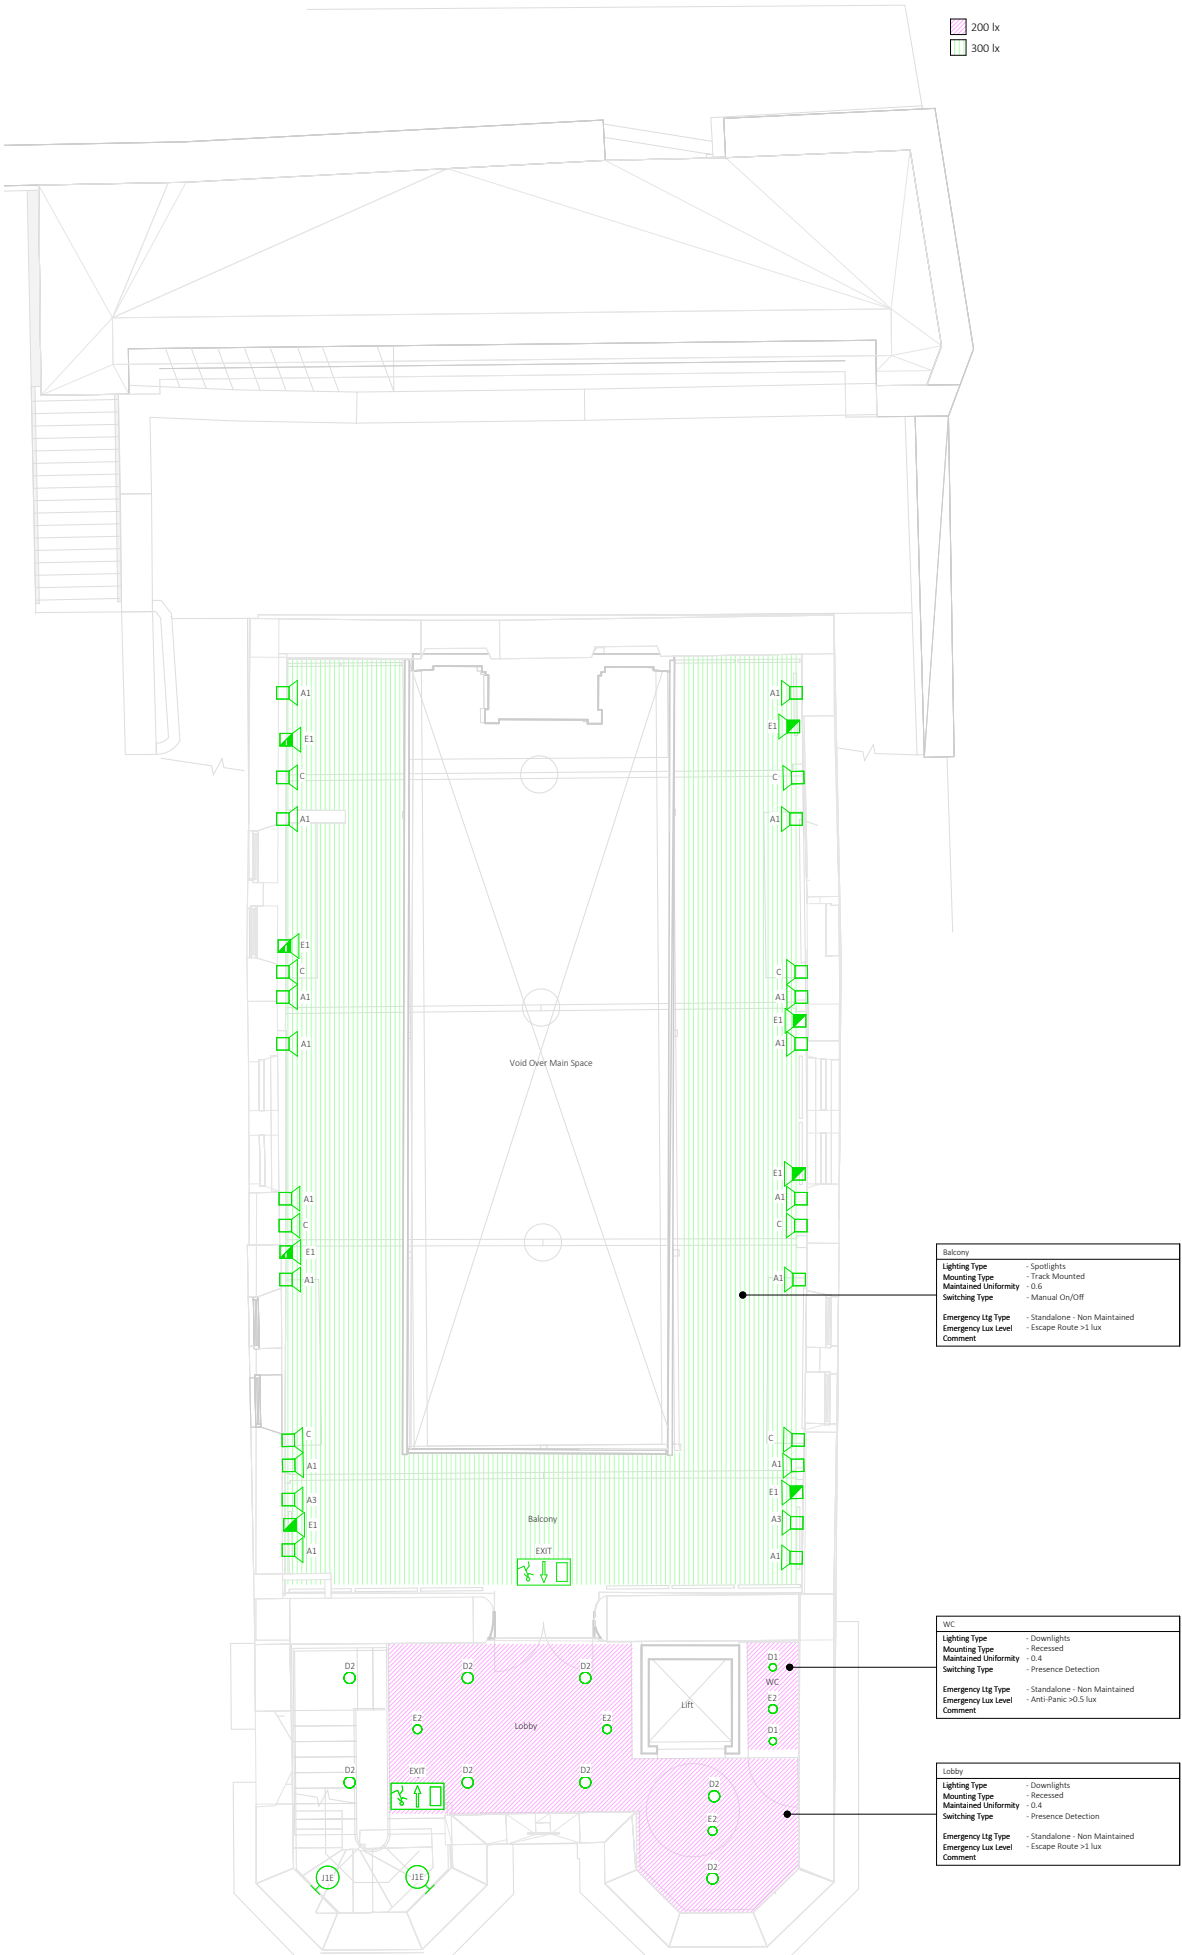 200 lx
300 lx
A1
A1
E1
E1
C
C
A1
A1
E1
C
C
A1
A1
E1
A1
A1
Void Over Main Space
E1
A1
A1
C
C
E1
A1
A1
Balcony
Lighting Type - Spotlights
Mounting Type - Track Mounted
Maintained Uniformity - 0.6
Switching Type - Manual On/Off
Emergency Ltg Type - Standalone - Non Maintained
Emergency Lux Level - Escape Route >1 lux
Comment
C
C
A1
A1
E1
A3
A3
E1
Balcony
A1
A1
EXIT
WC
Lighting Type - Downlights
Mounting Type - Recessed
Maintained Uniformity - 0.4
Switching Type - Presence Detection
Emergency Ltg Type - Standalone - Non Maintained
Emergency Lux Level - Anti-Panic >0.5 lux
Comment
D2
D2
D2
D1
WC
E2
Lift
E2
Lobby
E2
D1
D2
EXIT
D2
D2
D2
E2
D2
J1E
J1E
Lobby
Lighting Type - Downlights
Mounting Type - Recessed
Maintained Uniformity - 0.4
Switching Type - Presence Detection
Emergency Ltg Type - Standalone - Non Maintained
Emergency Lux Level - Escape Route >1 lux
Comment